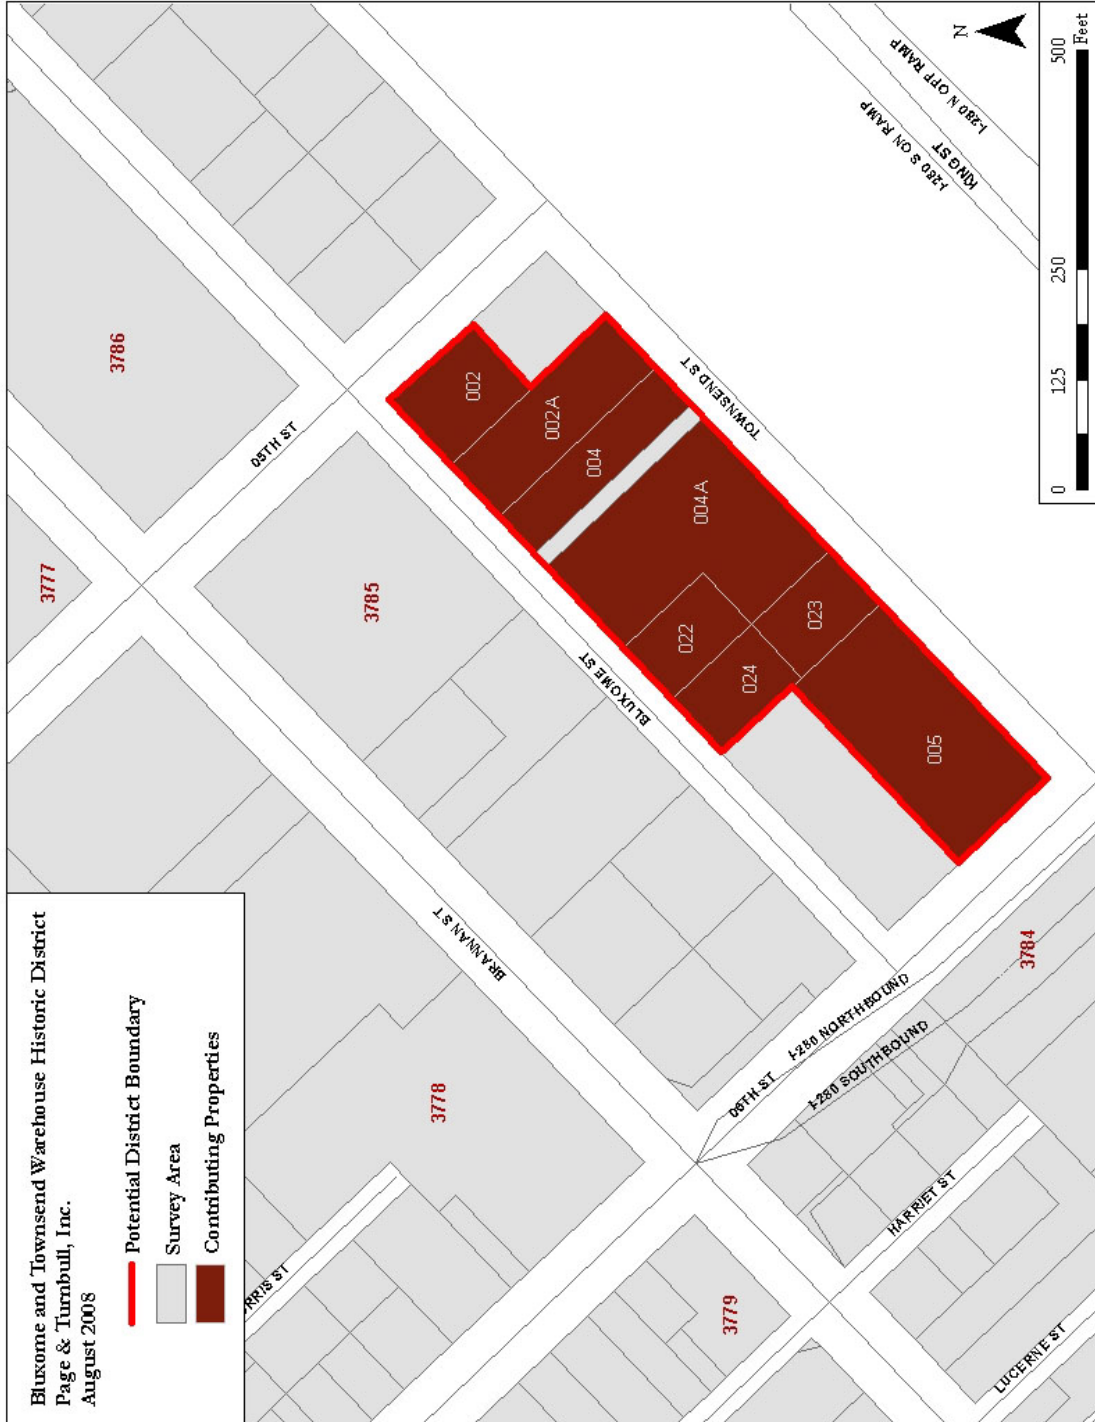 Bluxome and Townsend Warehouse Historic District
Page & Turnbull, Inc.
August 2008
Potential District Boundary
Survey Area
Contributing Properties
3778
3779
3777
3785
3786
3784
RRIS ST
BRANNAN ST
05TH ST
BLUXOME ST
TOWNSEND ST
06TH ST
I-280 NORTHBOUND
I-280 SOUTHBOUND
HARRIET ST
LUCERNE ST
002
002A
004
004A
022
023
024
005
I-280 S ON RAMP
KING ST
I-280 N OFF RAMP
N
0 125 250 500
Feet